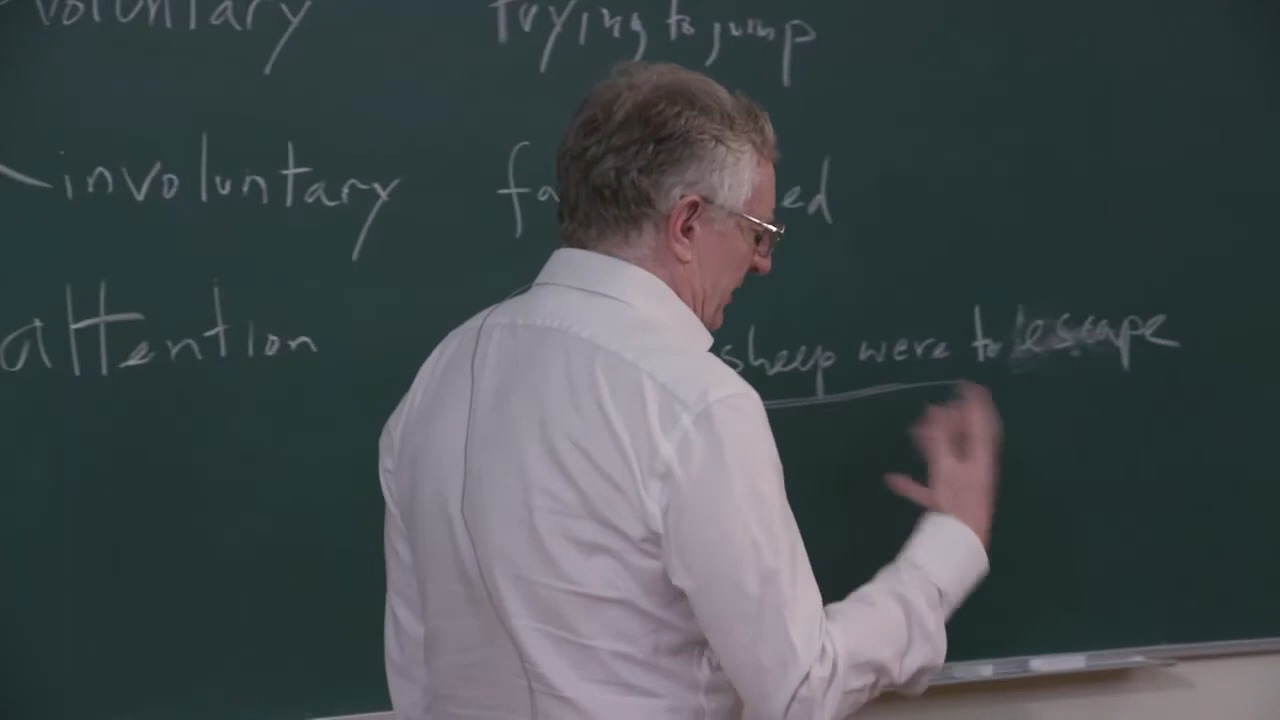 voluntary trying to jump
involuntary fa ed
attention sheep were to escape